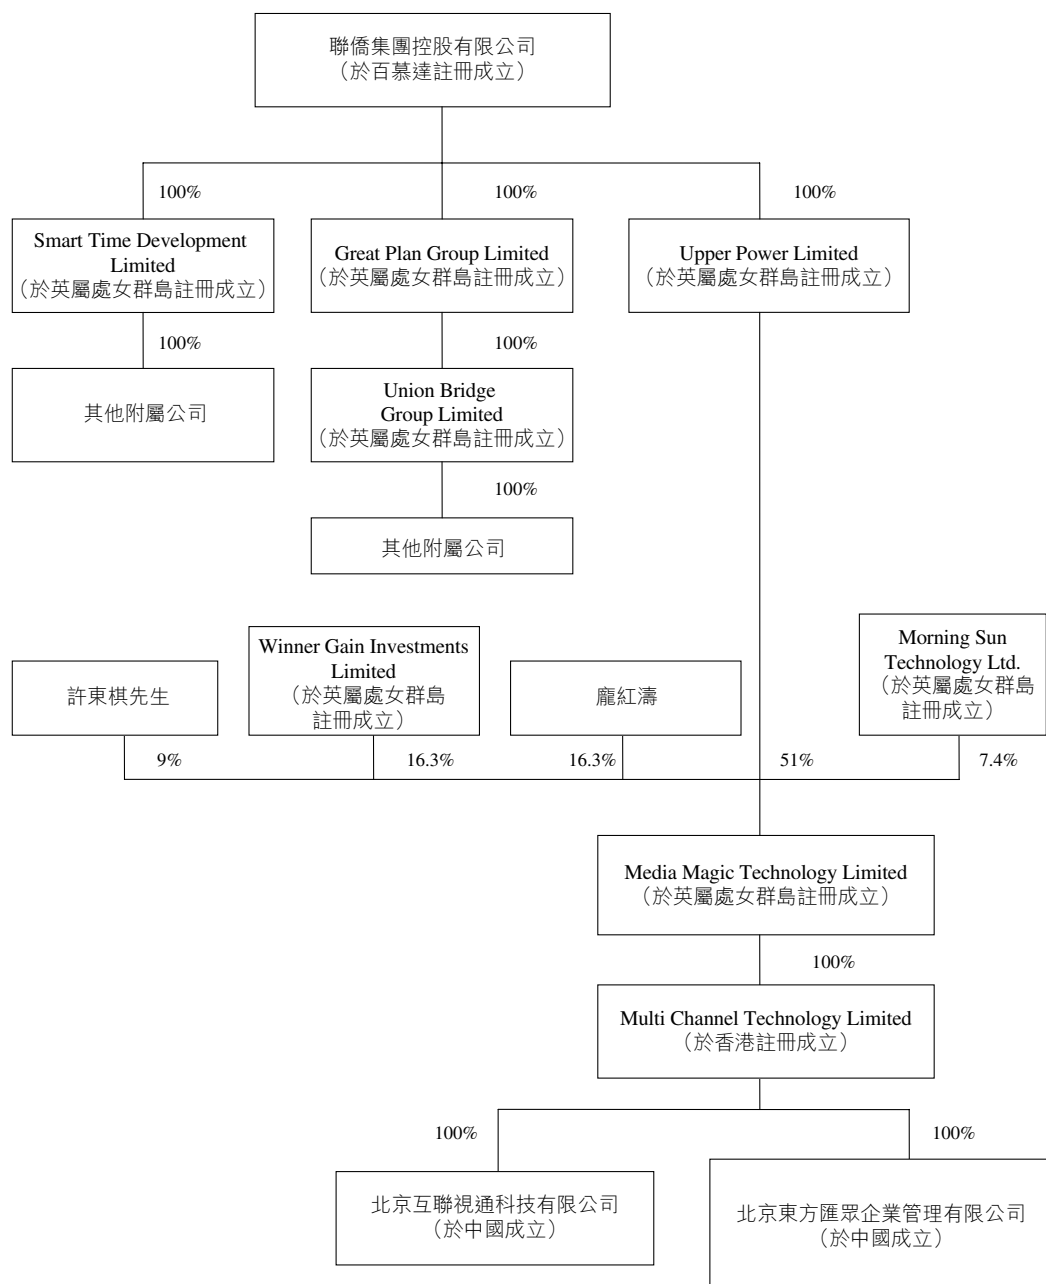 聯僑集團控股有限公司
（於百慕達註冊成立）
100%
100%
100%
Smart Time Development
Limited
（於英屬處女群島註冊成立）
Great Plan Group Limited
（於英屬處女群島註冊成立）
Upper Power Limited
（於英屬處女群島註冊成立）
100%
100%
其他附屬公司
Union Bridge
Group Limited
（於英屬處女群島註冊成立）
100%
其他附屬公司
許東棋先生
Winner Gain Investments
Limited
（於英屬處女群島
註冊成立）
龐紅濤
Morning Sun
Technology Ltd.
（於英屬處女群島
註冊成立）
9%
16.3%
16.3%
51%
7.4%
Media Magic Technology Limited
（於英屬處女群島註冊成立）
100%
Multi Channel Technology Limited
（於香港註冊成立）
100%
100%
北京互聯視通科技有限公司
（於中國成立）
北京東方匯眾企業管理有限公司
（於中國成立）